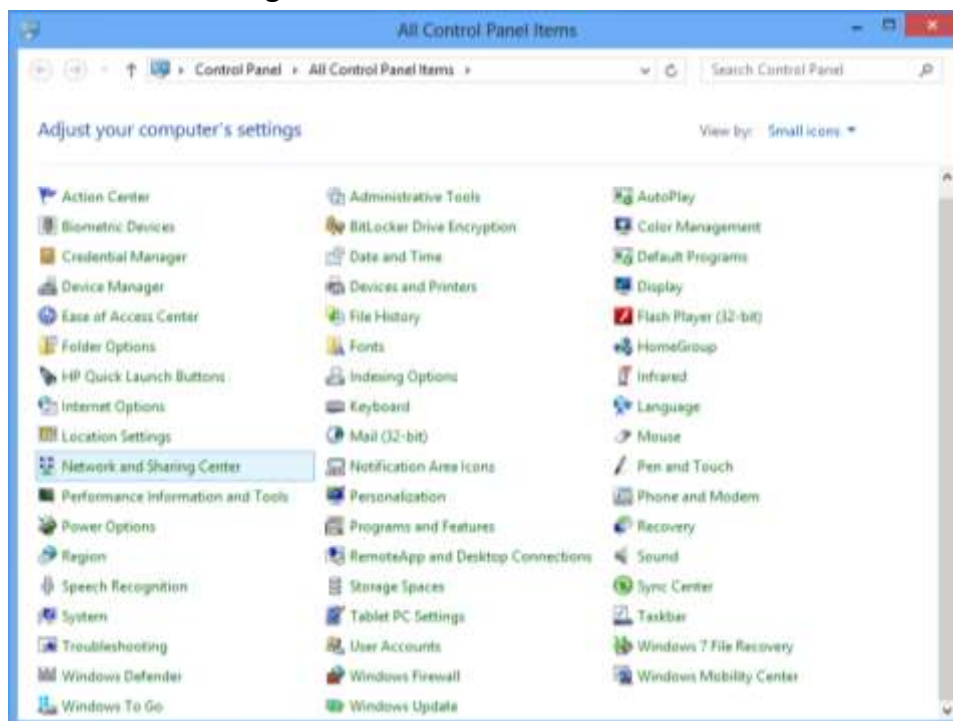 All Control Panel Items
Control Panel All Control Panel Items Search Control Panel
Adjust your computer's settings View by: Small icons
Action Center Administrative Tools AutoPlay
Biometric Devices BitLocker Drive Encryption Color Management
Credential Manager Date and Time Default Programs
Device Manager Devices and Printers Display
Ease of Access Center File History Flash Player (32-bit)
Folder Options Fonts HomeGroup
HP Quick Launch Buttons Indexing Options Infrared
Internet Options Keyboard Language
Location Settings Mail (32-bit) Mouse
Network and Sharing Center Notification Area Icons Pen and Touch
Performance Information and Tools Personalization Phone and Modem
Power Options Programs and Features Recovery
Region RemoteApp and Desktop Connections Sound
Speech Recognition Storage Spaces Sync Center
System Tablet PC Settings Taskbar
Troubleshooting User Accounts Windows 7 File Recovery
Windows Defender Windows Firewall Windows Mobility Center
Windows To Go Windows Update